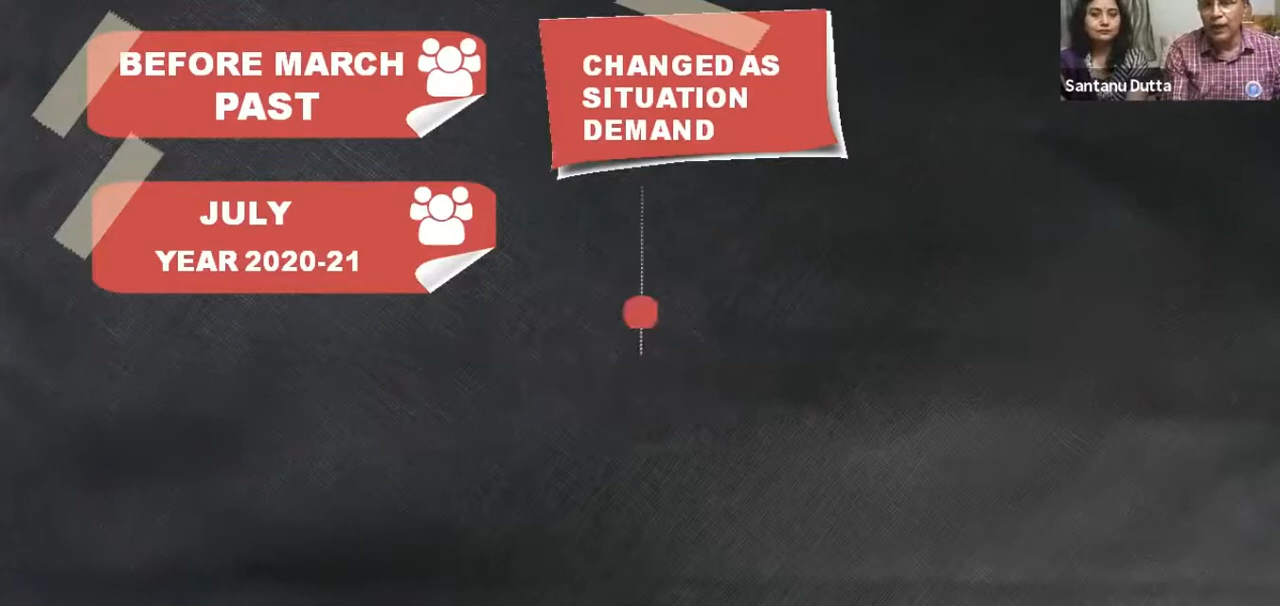 BEFORE MARCH
PAST
JULY
YEAR 2020-21
CHANGED AS
SITUATION
DEMAND
Santanu Dutta